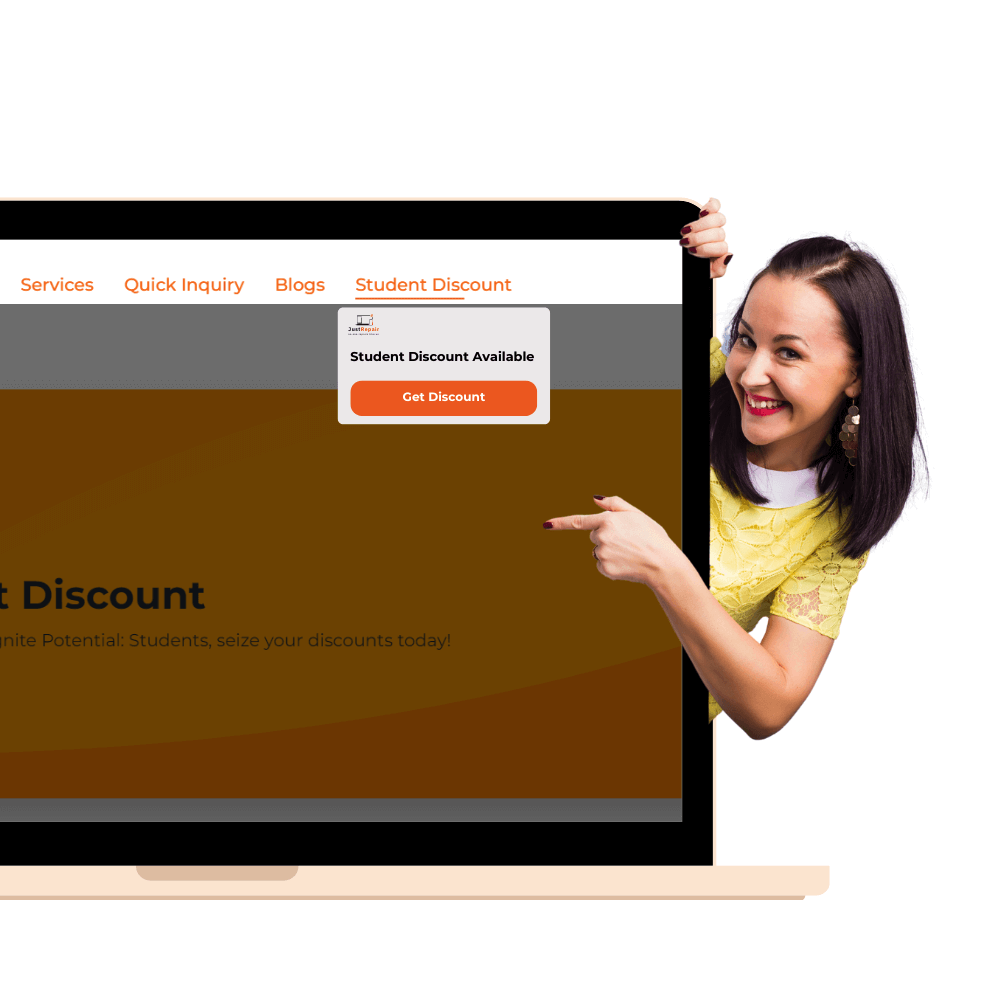 Services Quick Inquiry Blogs Student Discount
JustRepair
Student Discount Available
Get Discount
t Discount
gnite Potential: Students, seize your discounts today!